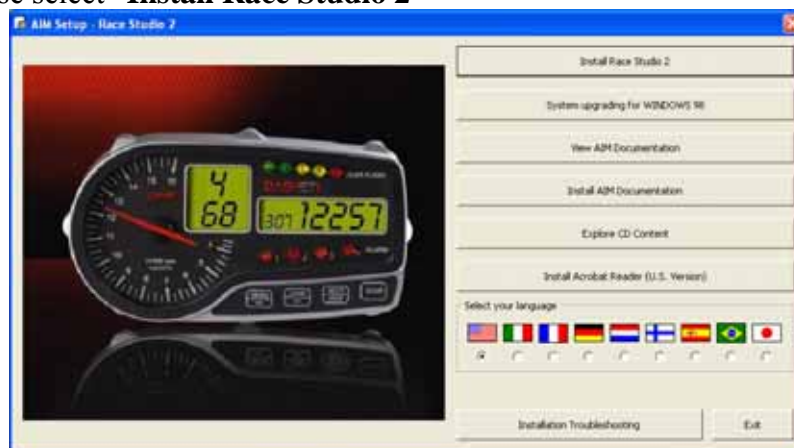 se select "Install Race Studio 2"
AIM Setup - Race Studio 2
Install Race Studio 2
System upgrading for WINDOWS 98
View AIM Documentation
Install AIM Documentation
Explore CD Content
Install Acrobat Reader (U.S. Version)
Select your language
Installation Troubleshooting
Exit
4
68
307 12257